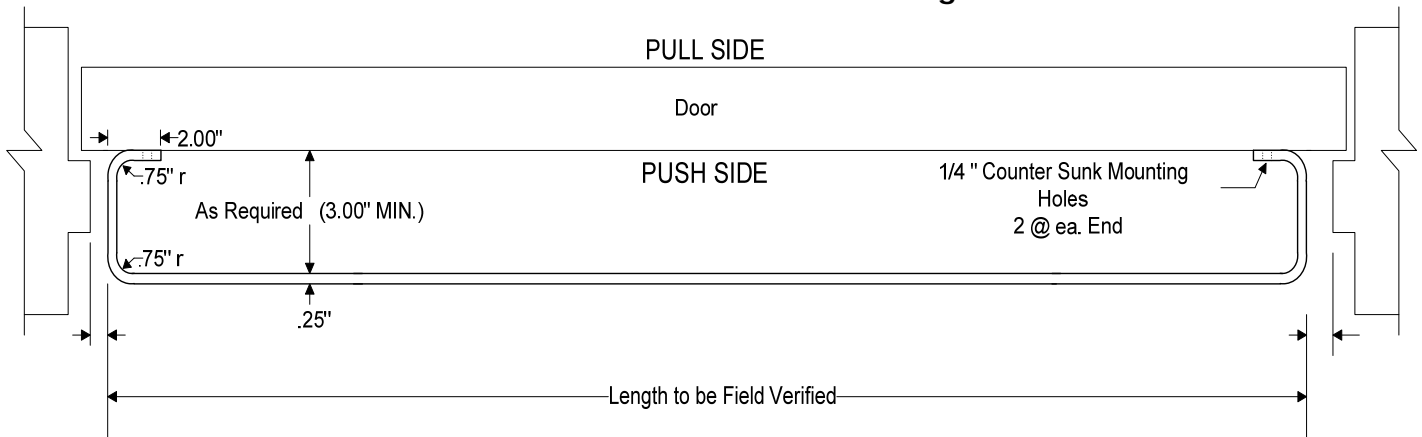 PULL SIDE
Door
2.00"
.75" r
PUSH SIDE
1/4 " Counter Sunk Mounting
Holes
2 @ ea. End
As Required (3.00" MIN.)
.75" r
.25"
Length to be Field Verified